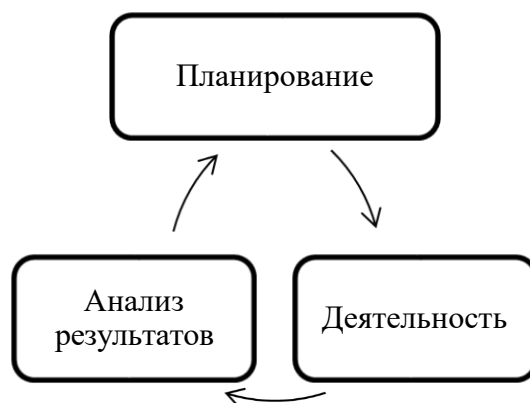 Планирование
Анализ
результатов
Деятельность